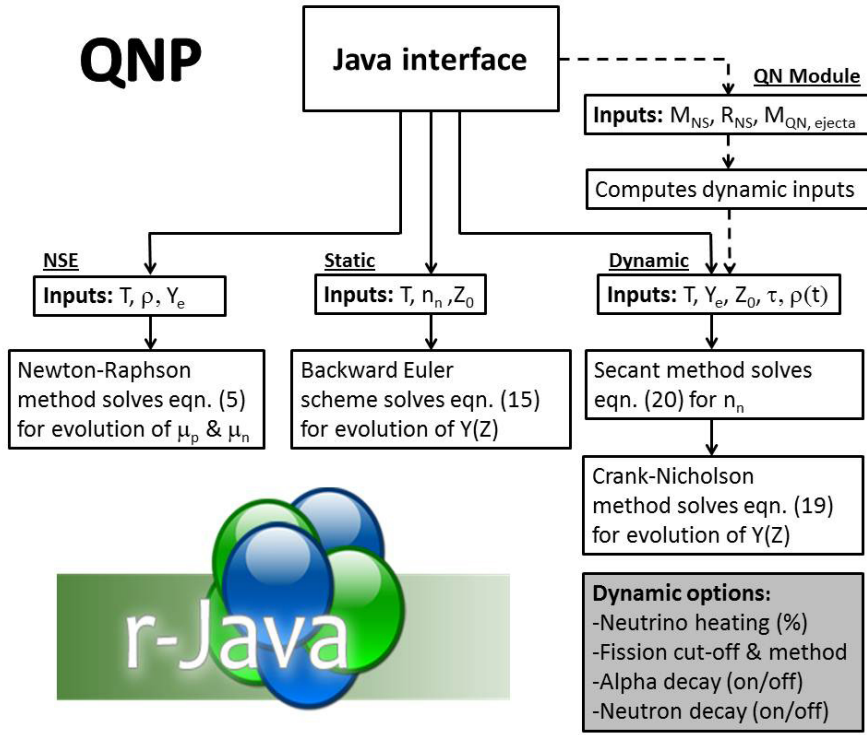 QNP
Java interface
QN Module
Inputs: M_NS, R_NS, M_QN, ejecta
Computes dynamic inputs
NSE
Inputs: T, ρ, Y_e
Newton-Raphson
method solves eqn. (5)
for evolution of μ_p & μ_n
Static
Inputs: T, n_n ,Z_0
Backward Euler
scheme solves eqn. (15)
for evolution of Y(Z)
Dynamic
Inputs: T, Y_e, Z_0, τ, ρ(t)
Secant method solves
eqn. (20) for n_n
Crank-Nicholson
method solves eqn. (19)
for evolution of Y(Z)
r-Java
Dynamic options:
-Neutrino heating (%)
-Fission cut-off & method
-Alpha decay (on/off)
-Neutron decay (on/off)